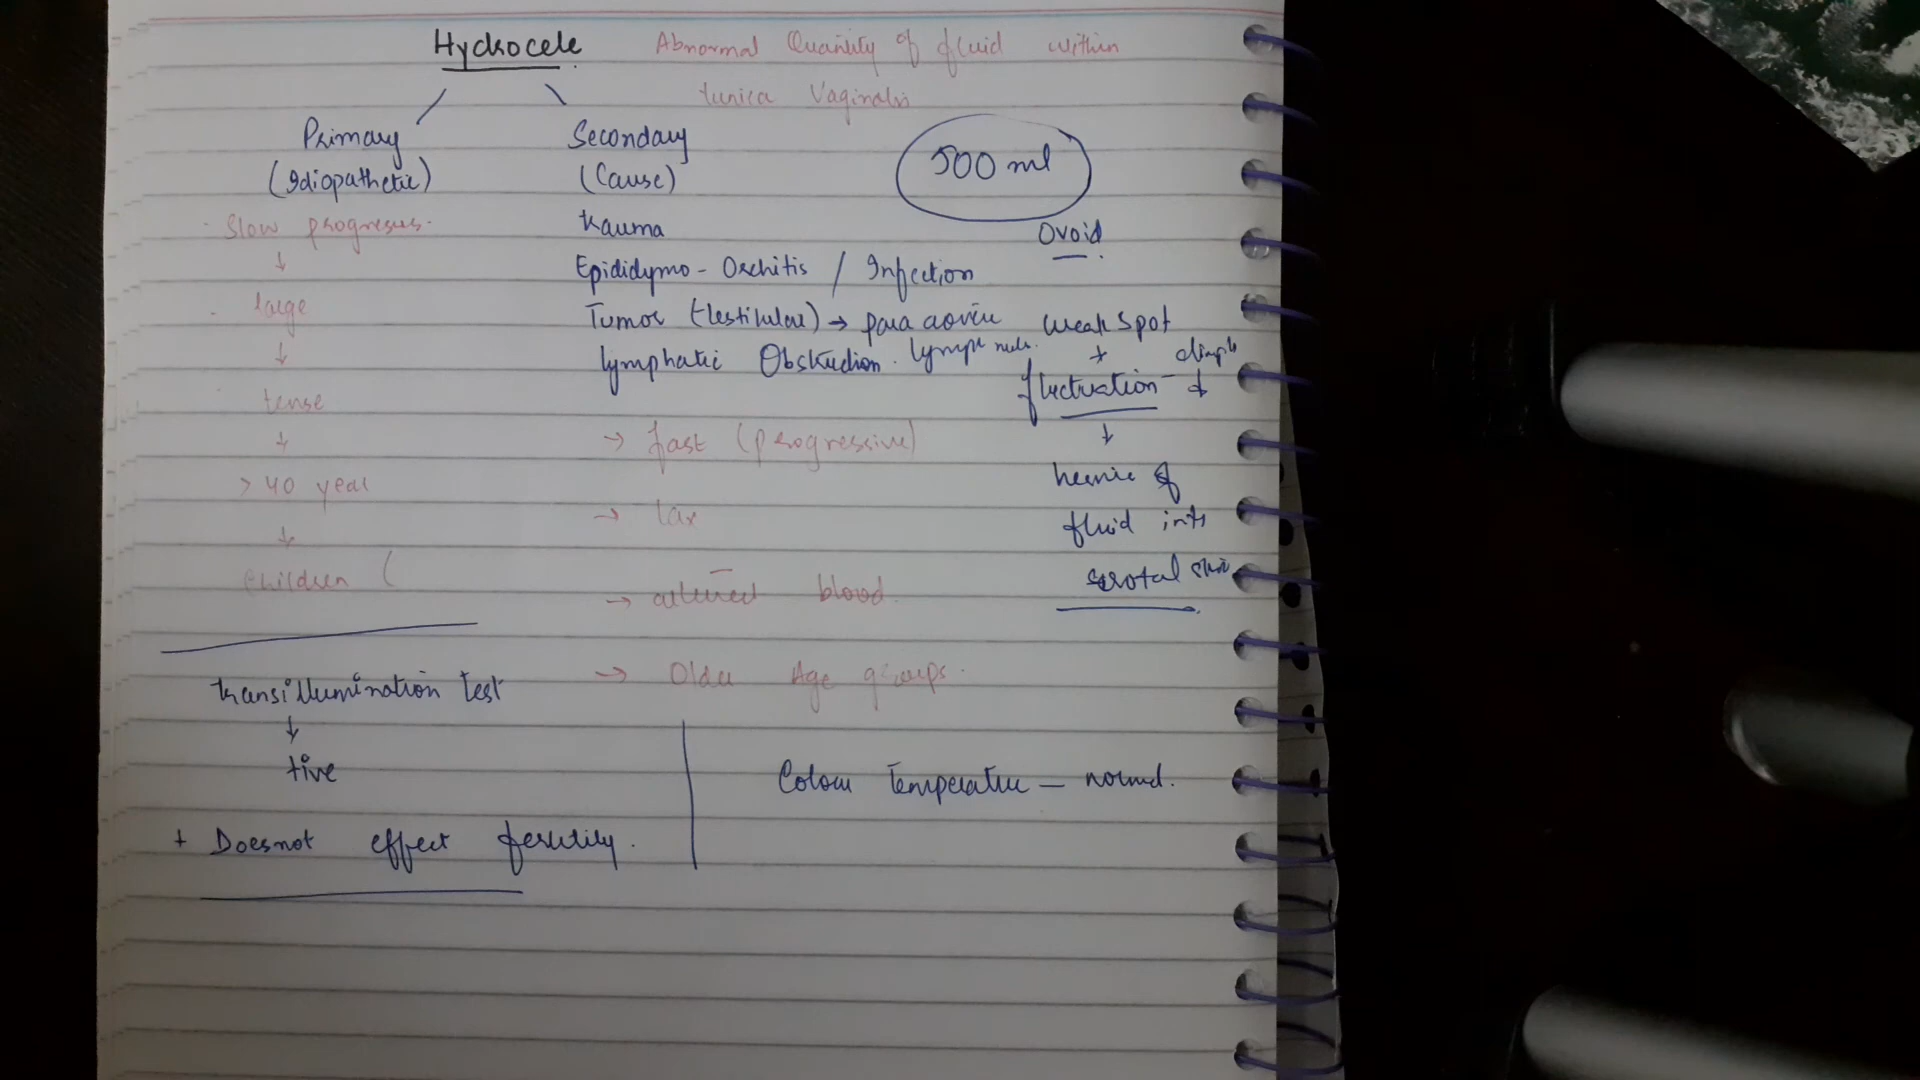 Hydrocele Abnormal Quantity of fluid within
tunica Vaginalis
Primary Secondary
(Idiopathetic) (Cause)
500 ml
Slow progresses.
trauma
Ovoid
↓
Epididymo - Orchitis / Infection
large
Tumor (testicular) → para aortic lymph
weak spot
↓
lymphatic Obstruction.
↓
dimple
fluctuation - ↓
tense
↓
→ fast (progressive)
↓
hernie of
> 40 year
→ lax
fluid into
↓
children (
scrotal skin
→ altered blood.
transillumination test
→ Older Age groups.
↓
+ive
Colour Temperature - normal.
+ Doesnot effect fertility.